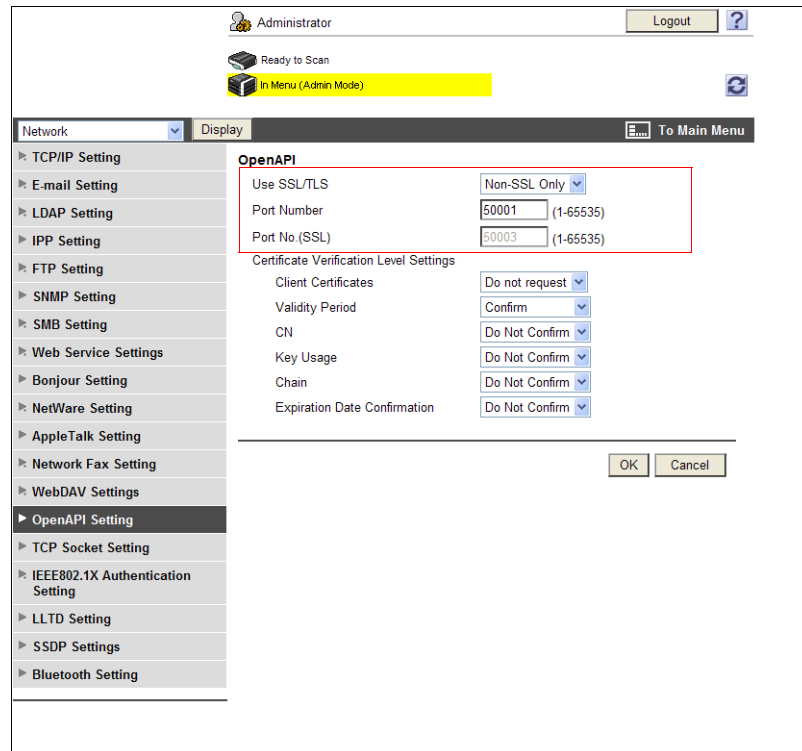 Administrator
Logout
?
Ready to Scan
In Menu (Admin Mode)
Network
Display
To Main Menu
TCP/IP Setting
E-mail Setting
LDAP Setting
IPP Setting
FTP Setting
SNMP Setting
SMB Setting
Web Service Settings
Bonjour Setting
NetWare Setting
AppleTalk Setting
Network Fax Setting
WebDAV Settings
OpenAPI Setting
TCP Socket Setting
IEEE802.1X Authentication
Setting
LLTD Setting
SSDP Settings
Bluetooth Setting
OpenAPI
Use SSL/TLS Non-SSL Only
Port Number 50001 (1-65535)
Port No.(SSL) 50003 (1-65535)
Certificate Verification Level Settings
Client Certificates Do not request
Validity Period Confirm
CN Do Not Confirm
Key Usage Do Not Confirm
Chain Do Not Confirm
Expiration Date Confirmation Do Not Confirm
OK Cancel